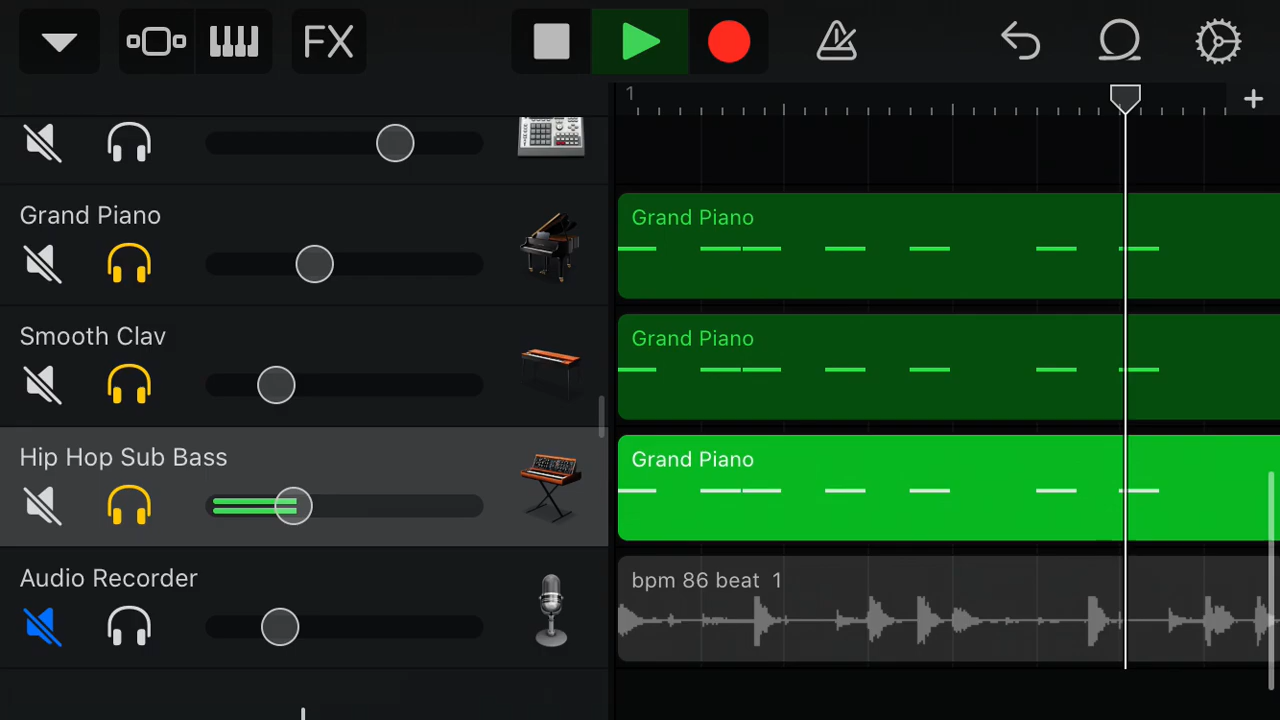 FX
1
+
Grand Piano
Grand Piano
Smooth Clav
Grand Piano
Hip Hop Sub Bass
Grand Piano
Audio Recorder
bpm 86 beat 1